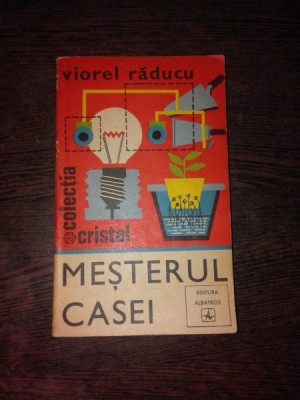 viorel răducu
colecția
cristal
MEȘTERUL
CASEI
EDITURA
ALBATROS